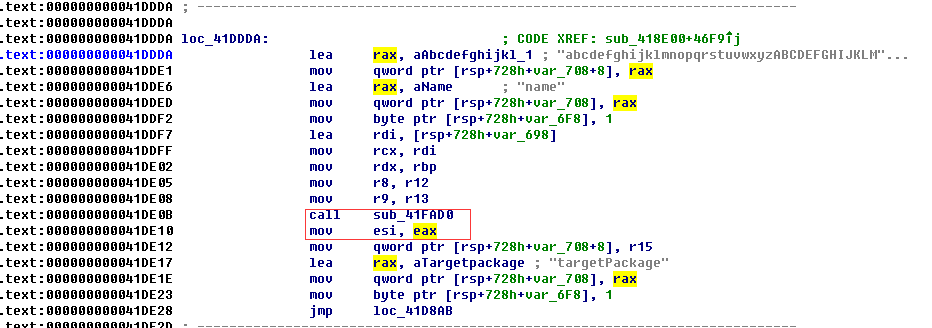 .text:000000000041DDDA ; ---------------------------------------------------------------------------
.text:000000000041DDDA
.text:000000000041DDDA loc_41DDDA: ; CODE XREF: sub_418E00+46F9↑j
.text:000000000041DDDA lea rax, aAbcdefghijkl_1 ; "abcdefghijklmnopqrstuvwxyzABCDEFGHIJKLM"...
.text:000000000041DDE1 mov qword ptr [rsp+728h+var_708+8], rax
.text:000000000041DDE6 lea rax, aName ; "name"
.text:000000000041DDED mov qword ptr [rsp+728h+var_708], rax
.text:000000000041DDF2 mov byte ptr [rsp+728h+var_6F8], 1
.text:000000000041DDF7 lea rdi, [rsp+728h+var_698]
.text:000000000041DDFF mov rcx, rdi
.text:000000000041DE02 mov rdx, rbp
.text:000000000041DE05 mov r8, r12
.text:000000000041DE08 mov r9, r13
.text:000000000041DE0B call sub_41FAD0
.text:000000000041DE10 mov esi, eax
.text:000000000041DE12 mov qword ptr [rsp+728h+var_708+8], r15
.text:000000000041DE17 lea rax, aTargetpackage ; "targetPackage"
.text:000000000041DE1E mov qword ptr [rsp+728h+var_708], rax
.text:000000000041DE23 mov byte ptr [rsp+728h+var_6F8], 1
.text:000000000041DE28 jmp loc_41D8AB
.text:000000000041DE2D ; ---------------------------------------------------------------------------